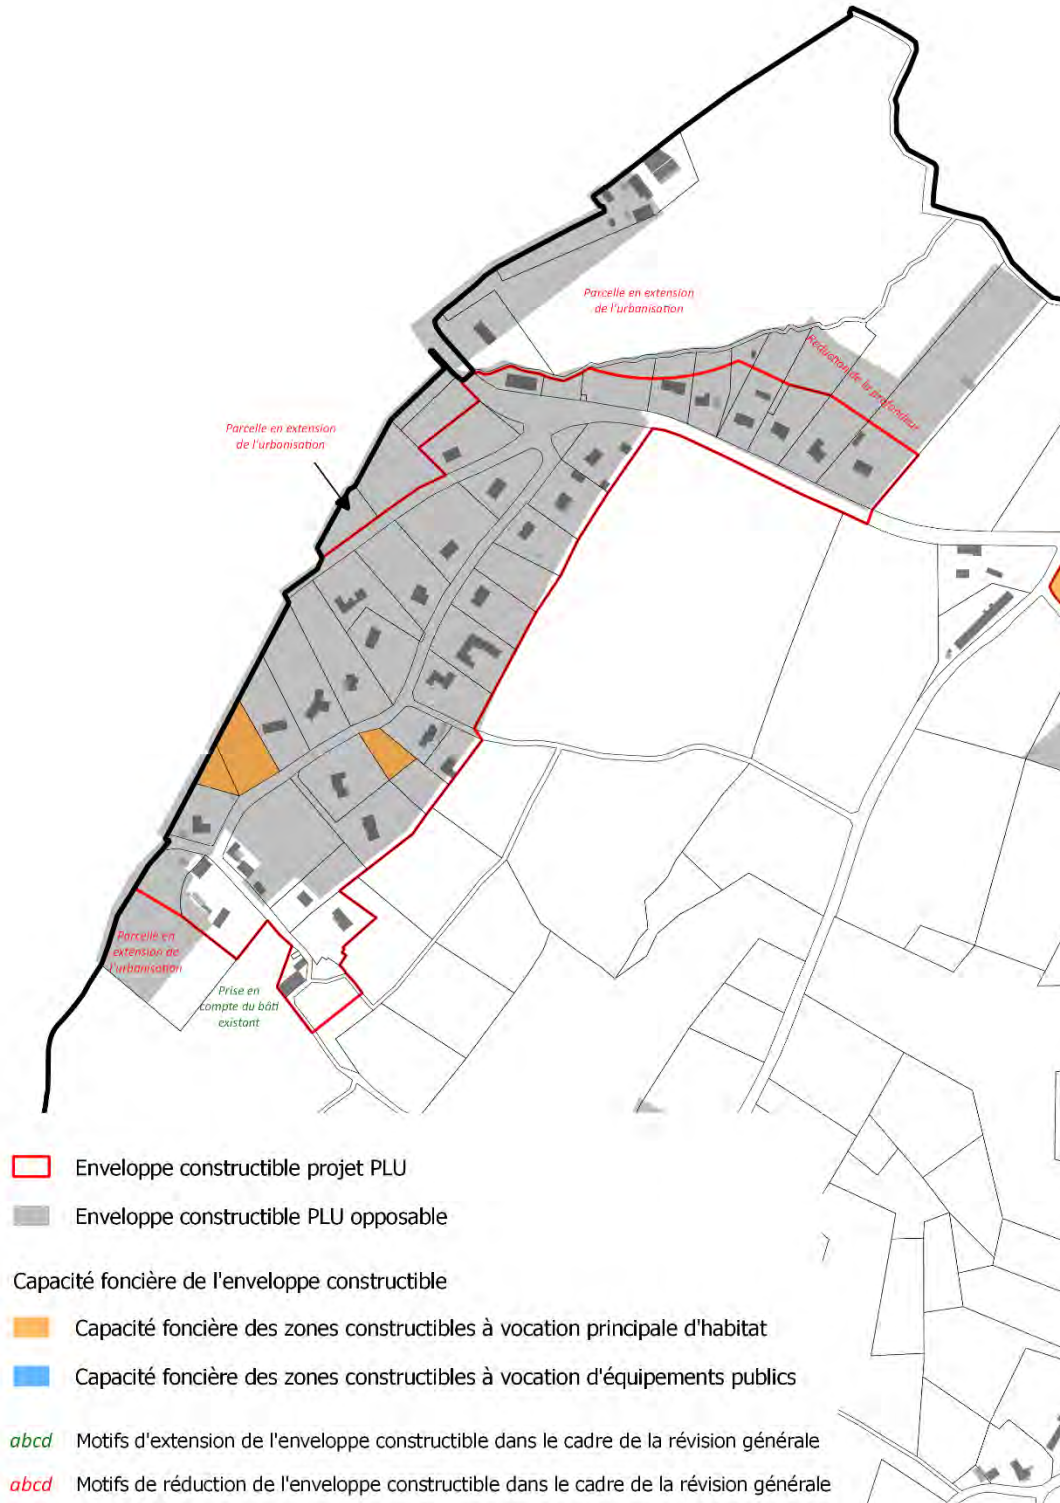 Parcelle en extension
de l'urbanisation
Réduction de la profondeur
Parcelle en extension
de l'urbanisation
Parcelle en
extension de
l'urbanisation
Prise en
compte du bâti
existant
Enveloppe constructible projet PLU
Enveloppe constructible PLU opposable
Capacité foncière de l'enveloppe constructible
Capacité foncière des zones constructibles à vocation principale d'habitat
Capacité foncière des zones constructibles à vocation d'équipements publics
abcd Motifs d'extension de l'enveloppe constructible dans le cadre de la révision générale
abcd Motifs de réduction de l'enveloppe constructible dans le cadre de la révision générale